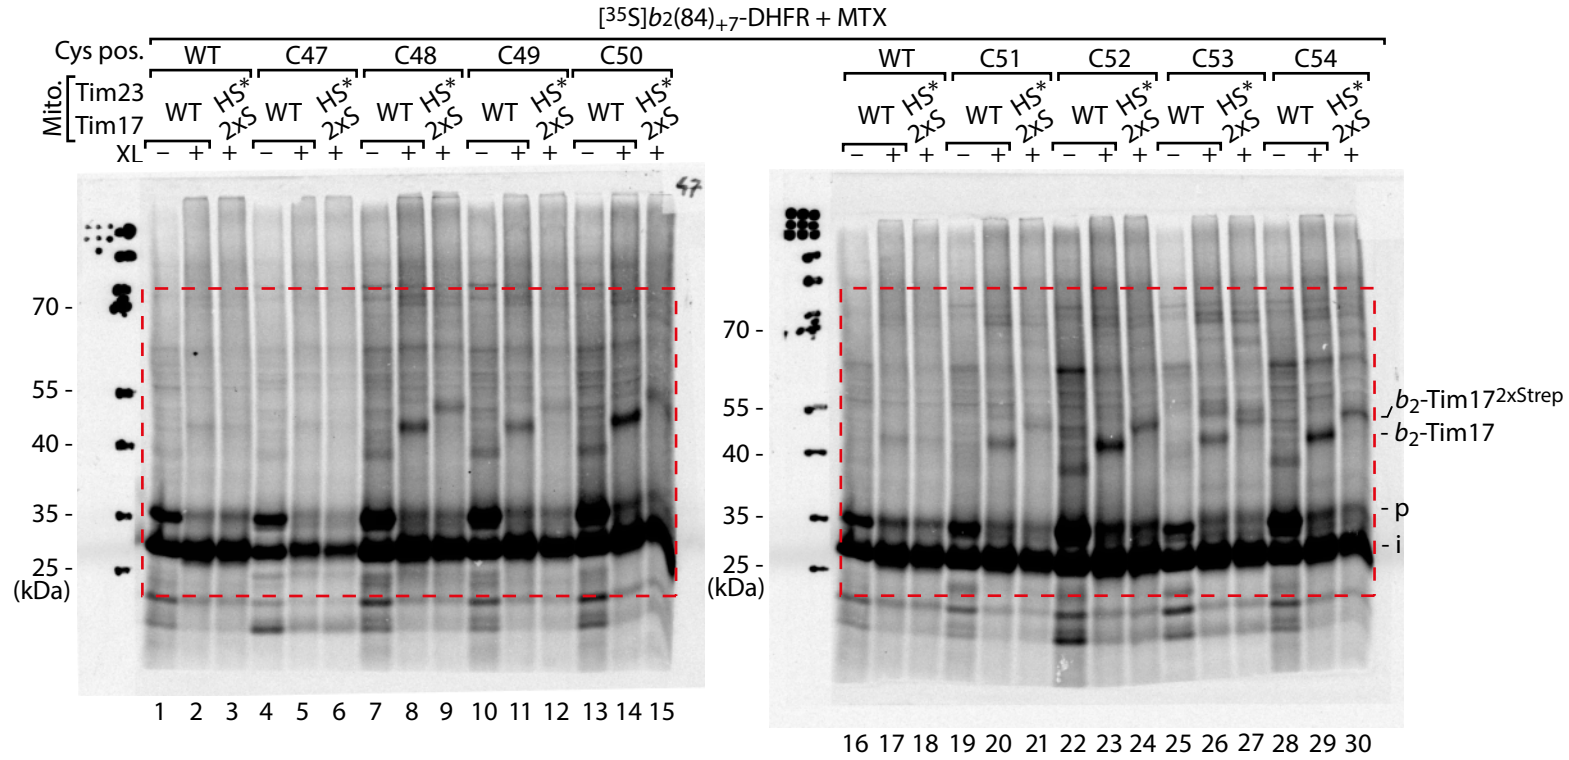 [³⁵S]b₂(84)₊₇-DHFR + MTX
Cys pos. WT C47 C48 C49 C50 WT C51 C52 C53 C54
Mito. Tim23 Tim17 WT HS* 2xS WT HS* 2xS WT HS* 2xS WT HS* 2xS WT HS* 2xS WT HS* 2xS WT HS* 2xS WT HS* 2xS WT HS* 2xS WT HS* 2xS
XL – + + – + + – + + – + + – + + – + + – + + – + + – + + – + +
47
70 -
55 -
40 -
35 -
25 -
(kDa)
70 -
55 -
40 -
35 -
25 -
(kDa)
b₂-Tim17²ˣˢᵗʳᵉᵖ
- b₂-Tim17
- p
- i
1 2 3 4 5 6 7 8 9 10 11 12 13 14 15
16 17 18 19 20 21 22 23 24 25 26 27 28 29 30